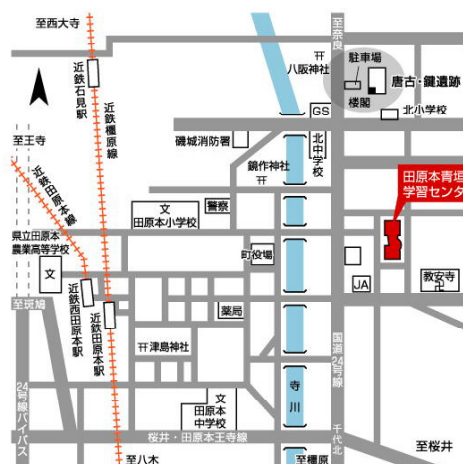 至西大寺
至奈良
近鉄石見駅
近鉄橿原線
八阪神社
駐車場
唐古・鍵遺跡
楼閣
GS
北小学校
至王寺
磯城消防署
北中学校
近鉄田原本線
鏡作神社
田原本青垣
学習センタ
文
田原本小学校
警察
県立田原本
農業高等学校
文
町役場
JA
教安寺
至斑鳩
近鉄西田原本駅
近鉄田原本駅
薬局
津島神社
国道24号線
24号線バイパス
寺川
文
田原本
中学校
千代北
桜井・田原本王寺線
至八木
至橿原
至桜井